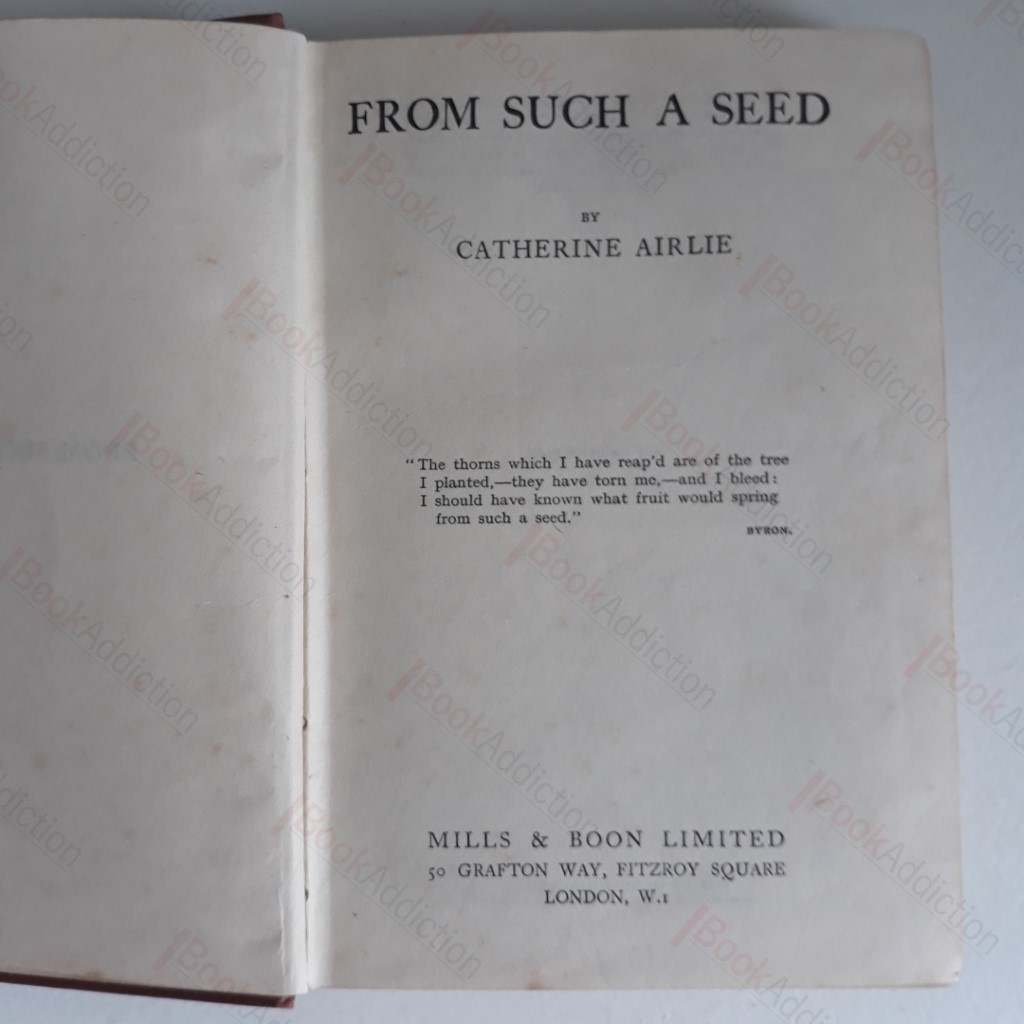 FROM SUCH A SEED
BY
CATHERINE AIRLIE
“The thorns which I have reap’d are of the tree
I planted,—they have torn me,—and I bleed:
I should have known what fruit would spring
from such a seed.”
BYRON.
MILLS & BOON LIMITED
50 GRAFTON WAY, FITZROY SQUARE
LONDON, W.1
BookAddiction